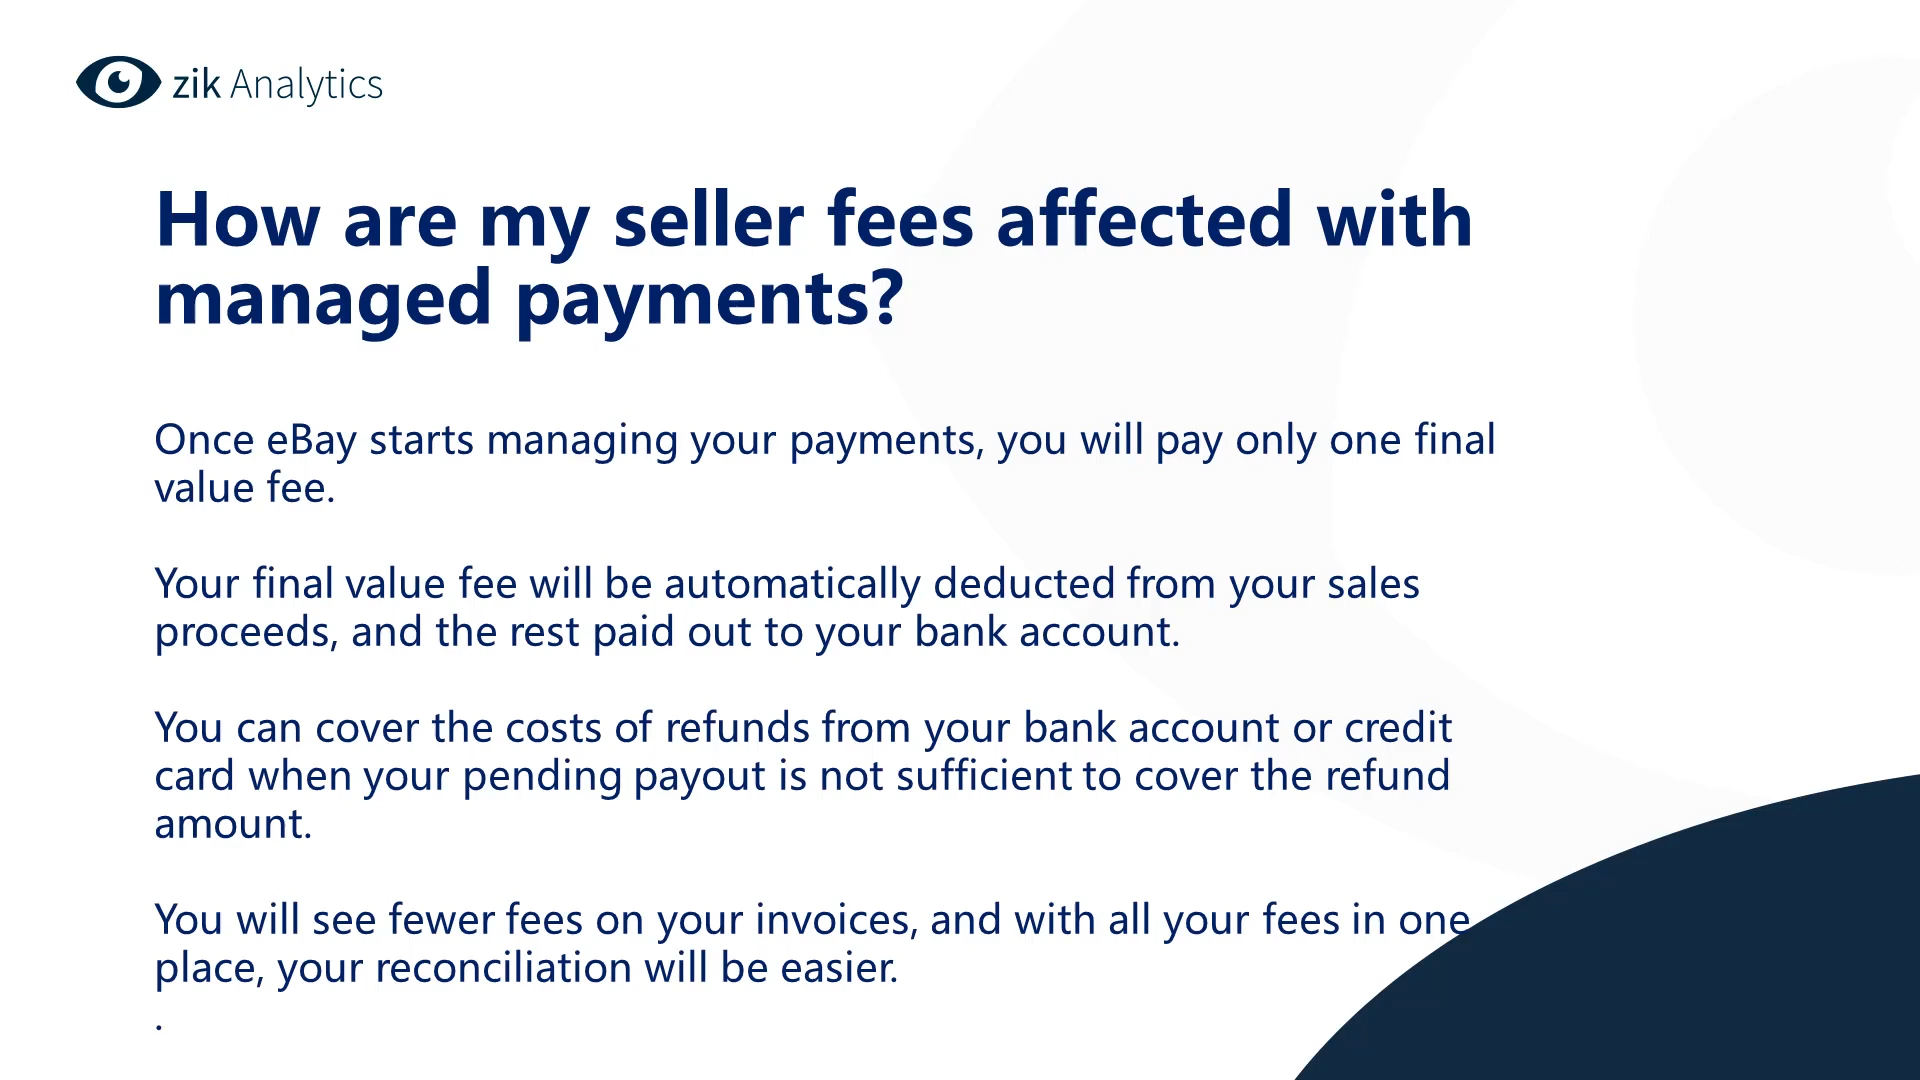 zik Analytics
How are my seller fees affected with
managed payments?
Once eBay starts managing your payments, you will pay only one final
value fee.
Your final value fee will be automatically deducted from your sales
proceeds, and the rest paid out to your bank account.
You can cover the costs of refunds from your bank account or credit
card when your pending payout is not sufficient to cover the refund
amount.
You will see fewer fees on your invoices, and with all your fees in one
place, your reconciliation will be easier.
.